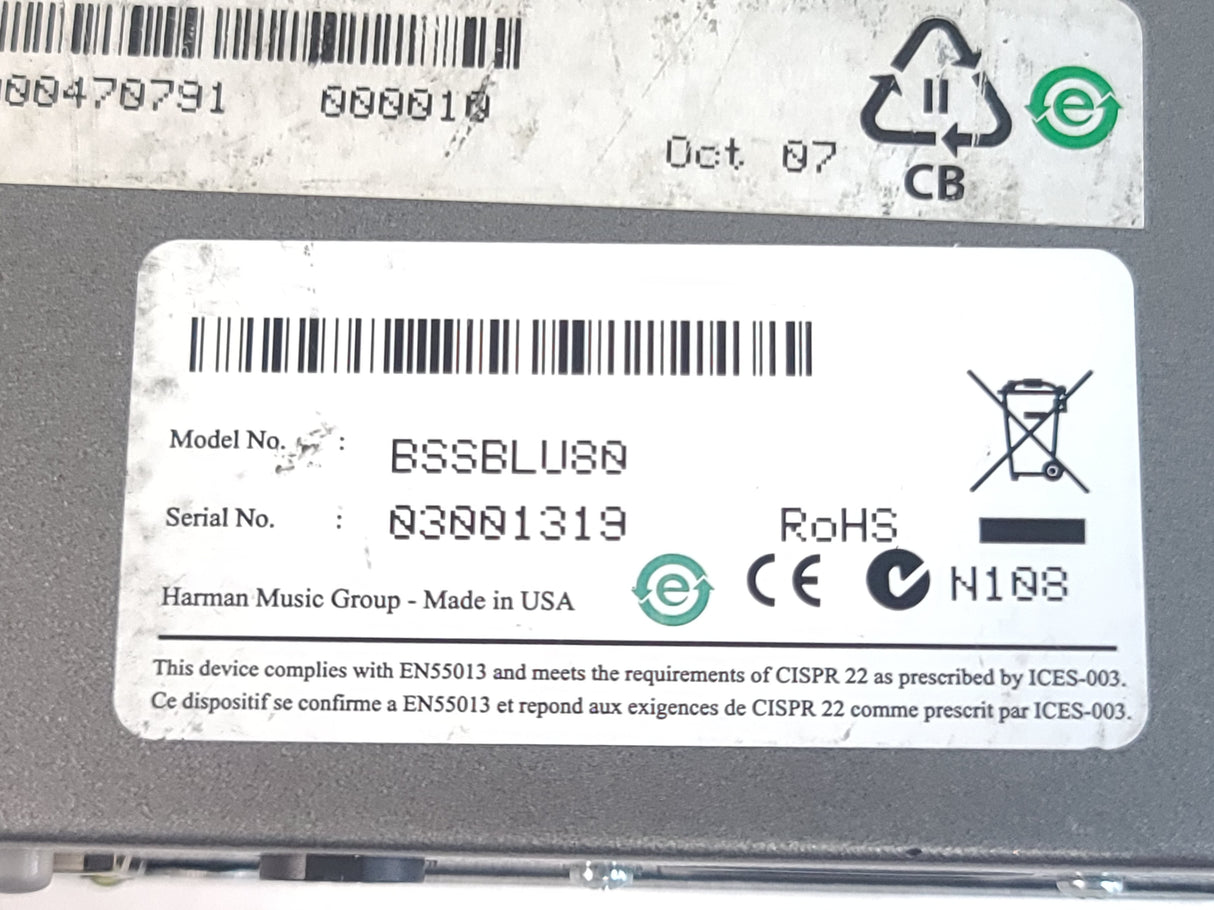 00470791 000010
Oct 07
II
e
CB
Model No. : BSSBLU80
Serial No. : 03001319
RoHS
Harman Music Group - Made in USA
e CE N108
This device complies with EN55013 and meets the requirements of CISPR 22 as prescribed by ICES-003.
Ce dispositif se confirme a EN55013 et repond aux exigences de CISPR 22 comme prescrit par ICES-003.